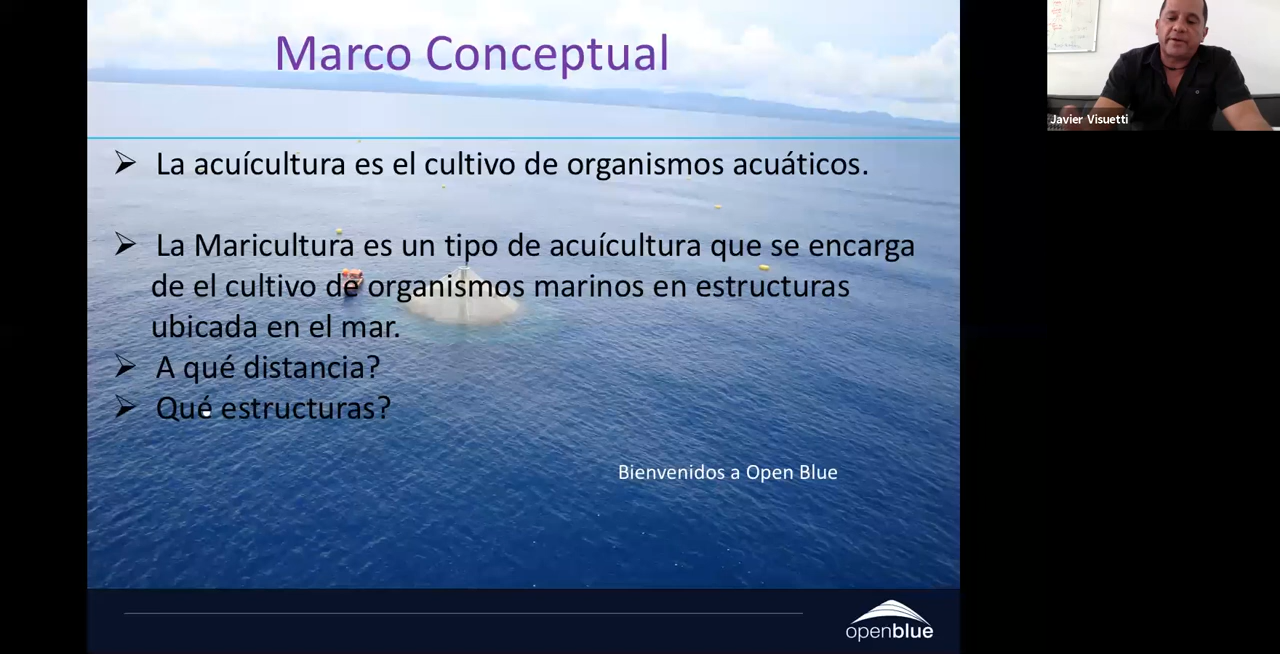 Marco Conceptual
Javier Visuetti
➢ La acuícultura es el cultivo de organismos acuáticos.
➢ La Maricultura es un tipo de acuícultura que se encarga
de el cultivo de organismos marinos en estructuras
ubicada en el mar.
➢ A qué distancia?
➢ Qué estructuras?
Bienvenidos a Open Blue
openblue